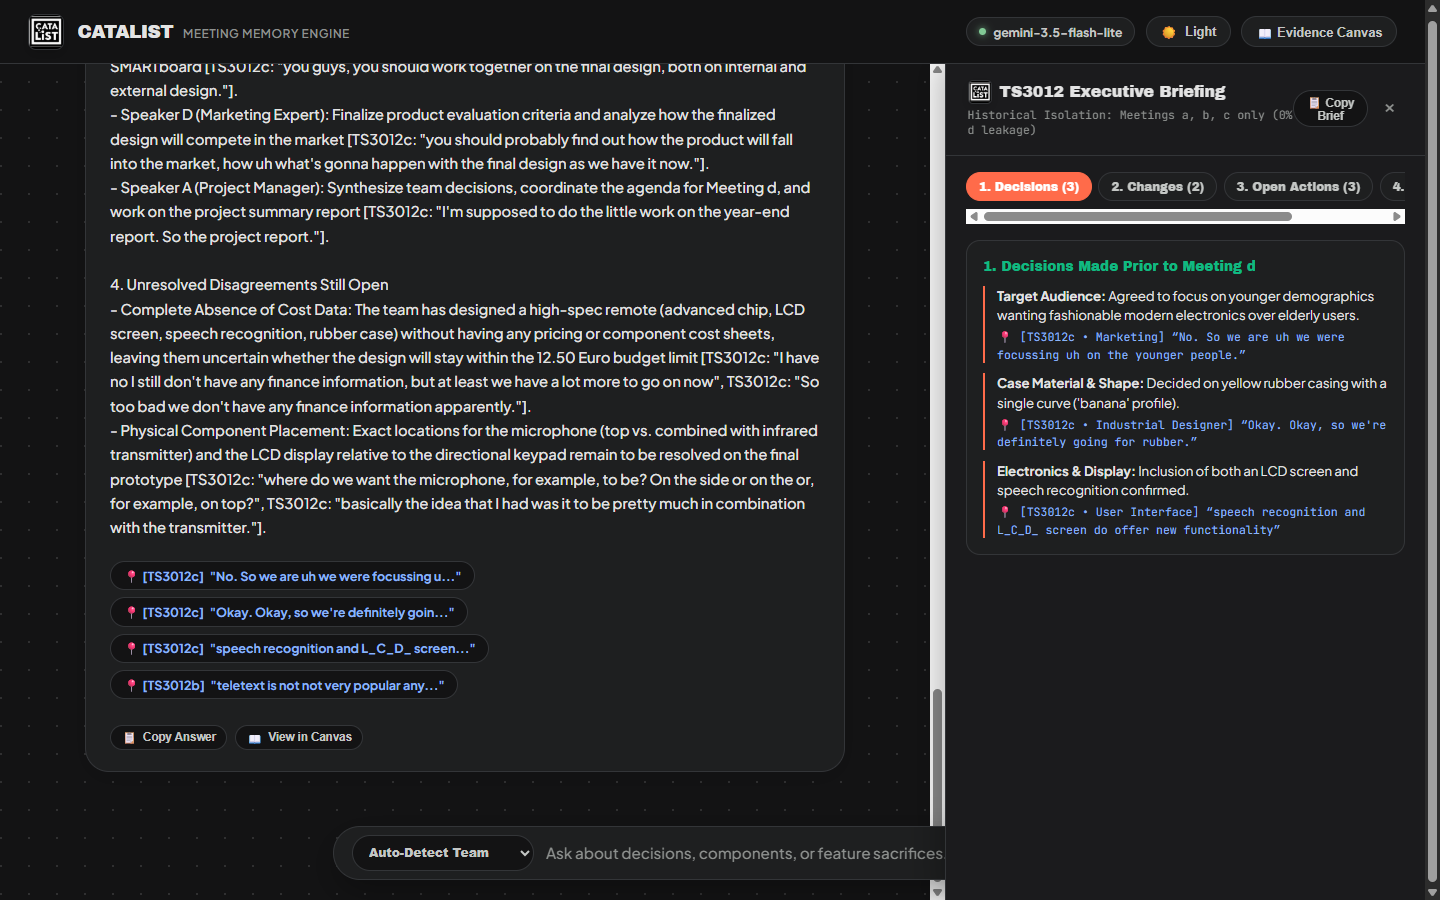 CATA
LIST
CATALIST MEETING MEMORY ENGINE
gemini-3.5-flash-lite
Light
Evidence Canvas
SMARTboard [TS3012c: "you guys, you should work together on the final design, both on internal and
external design."].
- Speaker D (Marketing Expert): Finalize product evaluation criteria and analyze how the finalized
design will compete in the market [TS3012c: "you should probably find out how the product will fall
into the market, how uh what's gonna happen with the final design as we have it now."].
- Speaker A (Project Manager): Synthesize team decisions, coordinate the agenda for Meeting d, and
work on the project summary report [TS3012c: "I'm supposed to do the little work on the year-end
report. So the project report."].
4. Unresolved Disagreements Still Open
- Complete Absence of Cost Data: The team has designed a high-spec remote (advanced chip, LCD
screen, speech recognition, rubber case) without having any pricing or component cost sheets,
leaving them uncertain whether the design will stay within the 12.50 Euro budget limit [TS3012c: "I have
no I still don't have any finance information, but at least we have a lot more to go on now", TS3012c: "So
too bad we don't have any finance information apparently."].
- Physical Component Placement: Exact locations for the microphone (top vs. combined with infrared
transmitter) and the LCD display relative to the directional keypad remain to be resolved on the final
prototype [TS3012c: "where do we want the microphone, for example, to be? On the side or on the or,
for example, on top?", TS3012c: "basically the idea that I had was it to be pretty much in combination
with the transmitter."].
[TS3012c] "No. So we are uh we were focussing u..."
[TS3012c] "Okay. Okay, so we're definitely goin..."
[TS3012c] "speech recognition and L_C_D_ screen..."
[TS3012b] "teletext is not not very popular any..."
Copy Answer
View in Canvas
Auto-Detect Team
Ask about decisions, components, or feature sacrifices.
CATA
LIST
TS3012 Executive Briefing
Historical Isolation: Meetings a, b, c only (0%
d leakage)
Copy
Brief
×
1. Decisions (3)
2. Changes (2)
3. Open Actions (3)
4.
1. Decisions Made Prior to Meeting d
Target Audience: Agreed to focus on younger demographics
wanting fashionable modern electronics over elderly users.
[TS3012c • Marketing] “No. So we are uh we were
focussing uh on the younger people.”
Case Material & Shape: Decided on yellow rubber casing with a
single curve ('banana' profile).
[TS3012c • Industrial Designer] “Okay. Okay, so we're
definitely going for rubber.”
Electronics & Display: Inclusion of both an LCD screen and
speech recognition confirmed.
[TS3012c • User Interface] “speech recognition and
L_C_D_ screen do offer new functionality”